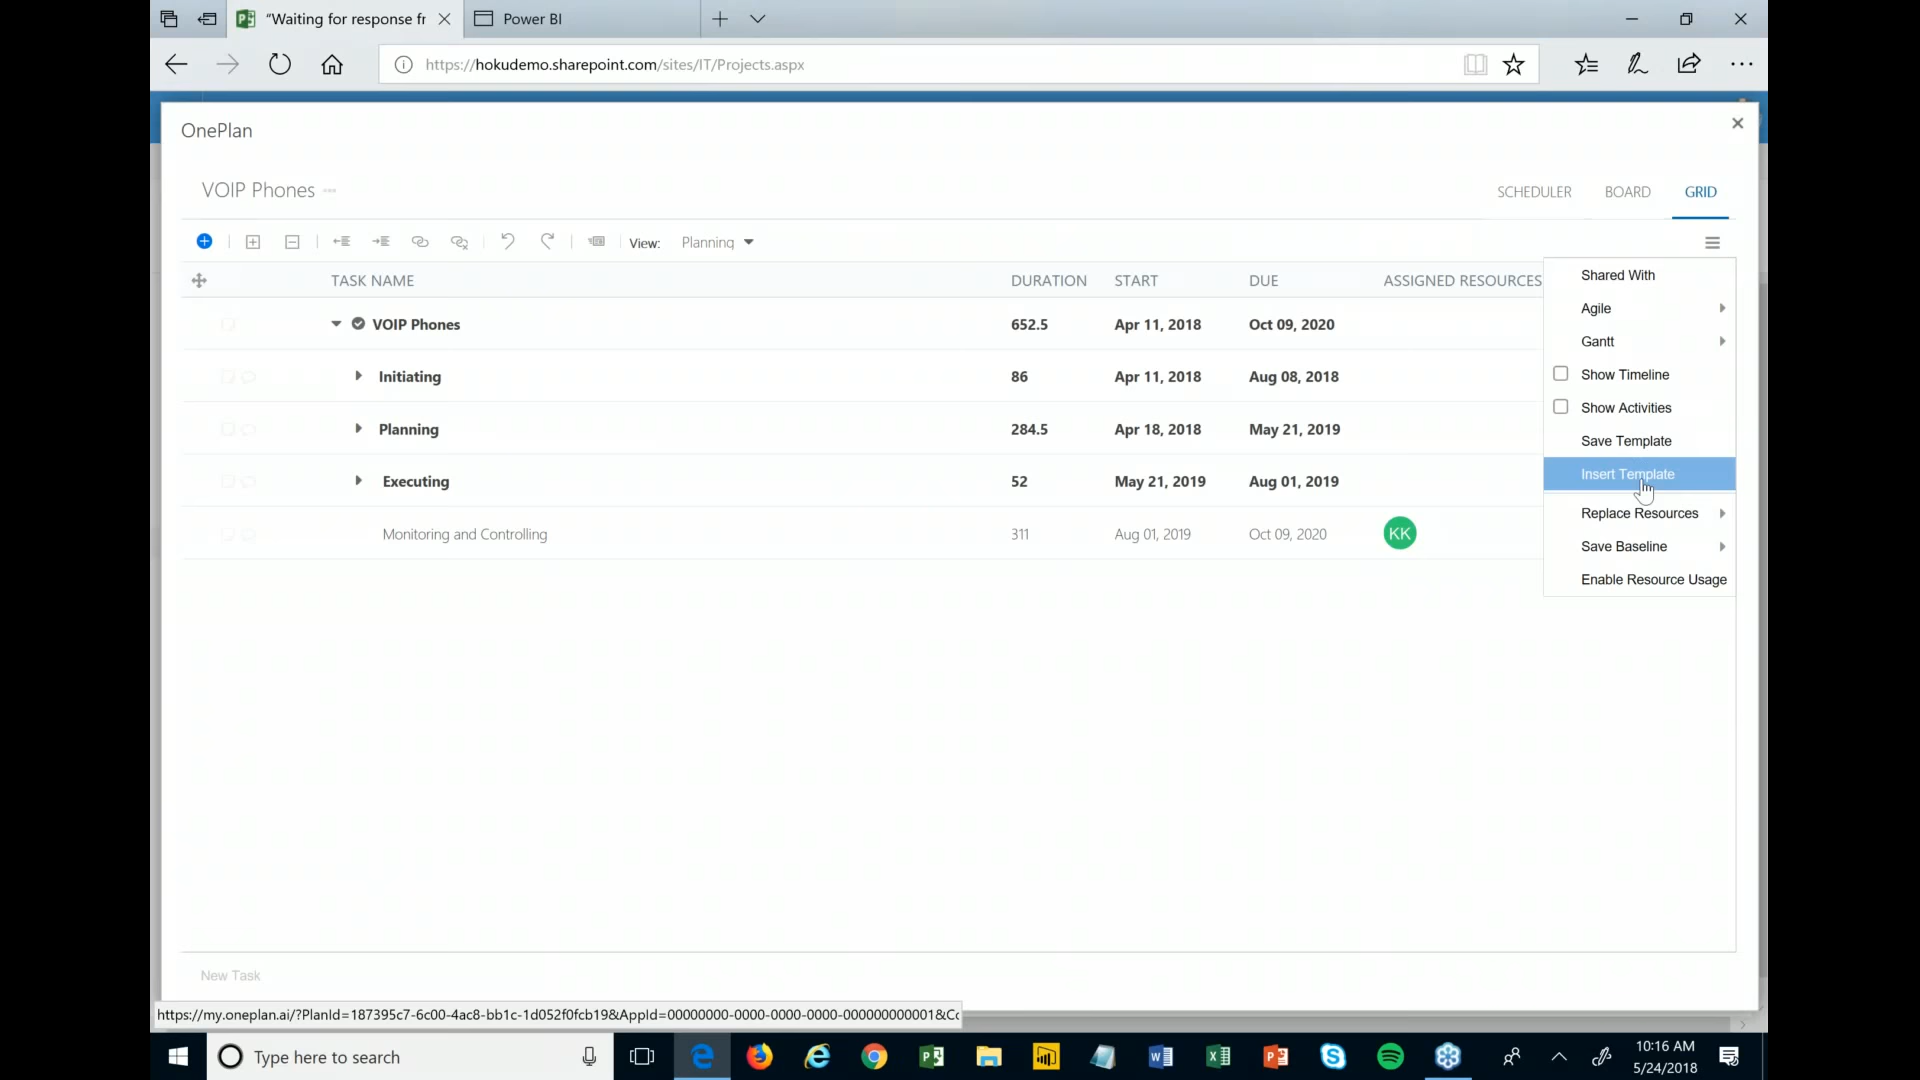 "Waiting for response fr
Power BI
https://hokudemo.sharepoint.com/sites/IT/Projects.aspx
OnePlan
VOIP Phones
SCHEDULER BOARD GRID
View: Planning
TASK NAME DURATION START DUE ASSIGNED RESOURCES
VOIP Phones 652.5 Apr 11, 2018 Oct 09, 2020
Initiating 86 Apr 11, 2018 Aug 08, 2018
Planning 284.5 Apr 18, 2018 May 21, 2019
Executing 52 May 21, 2019 Aug 01, 2019
Monitoring and Controlling 311 Aug 01, 2019 Oct 09, 2020 KK
Shared With
Agile
Gantt
Show Timeline
Show Activities
Save Template
Insert Template
Replace Resources
Save Baseline
Enable Resource Usage
New Task
https://my.oneplan.ai/?PlanId=187395c7-6c00-4ac8-bb1c-1d052f0fcb19&AppId=00000000-0000-0000-0000-000000000001&Cc
Type here to search
10:16 AM
5/24/2018